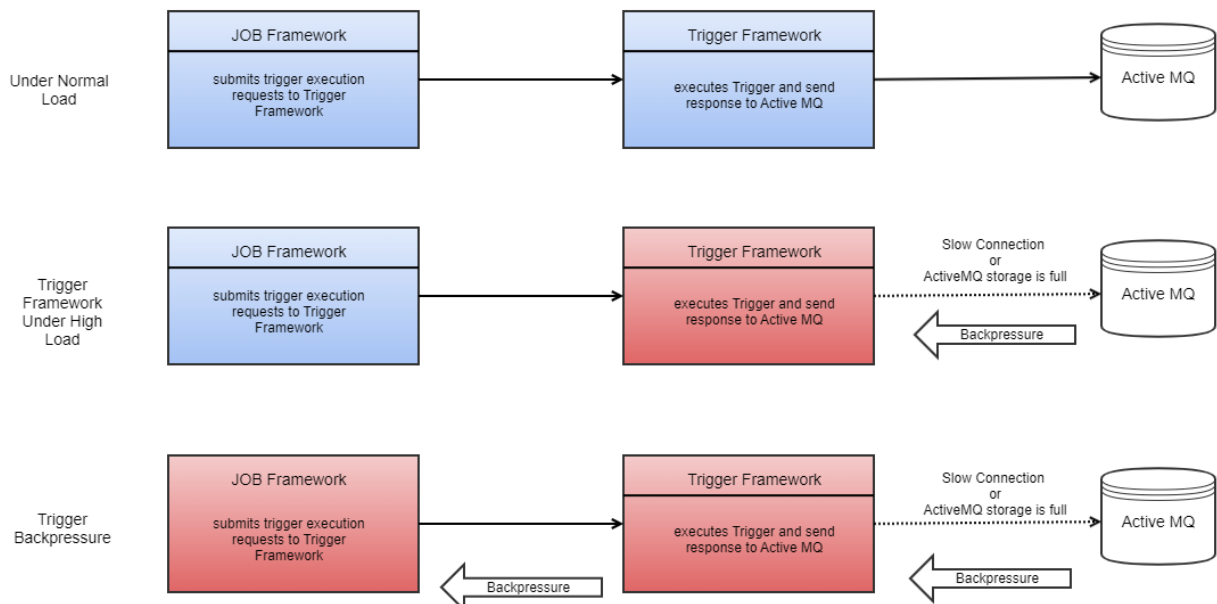 JOB Framework
submits trigger execution
requests to Trigger
Framework
Trigger Framework
executes Trigger and send
response to Active MQ
Active MQ
Under Normal
Load
JOB Framework
submits trigger execution
requests to Trigger
Framework
Trigger Framework
executes Trigger and send
response to Active MQ
Slow Connection
or
ActiveMQ storage is full
Backpressure
Active MQ
Trigger
Framework
Under High
Load
JOB Framework
submits trigger execution
requests to Trigger
Framework
Backpressure
Trigger Framework
executes Trigger and send
response to Active MQ
Slow Connection
or
ActiveMQ storage is full
Backpressure
Active MQ
Trigger
Backpressure